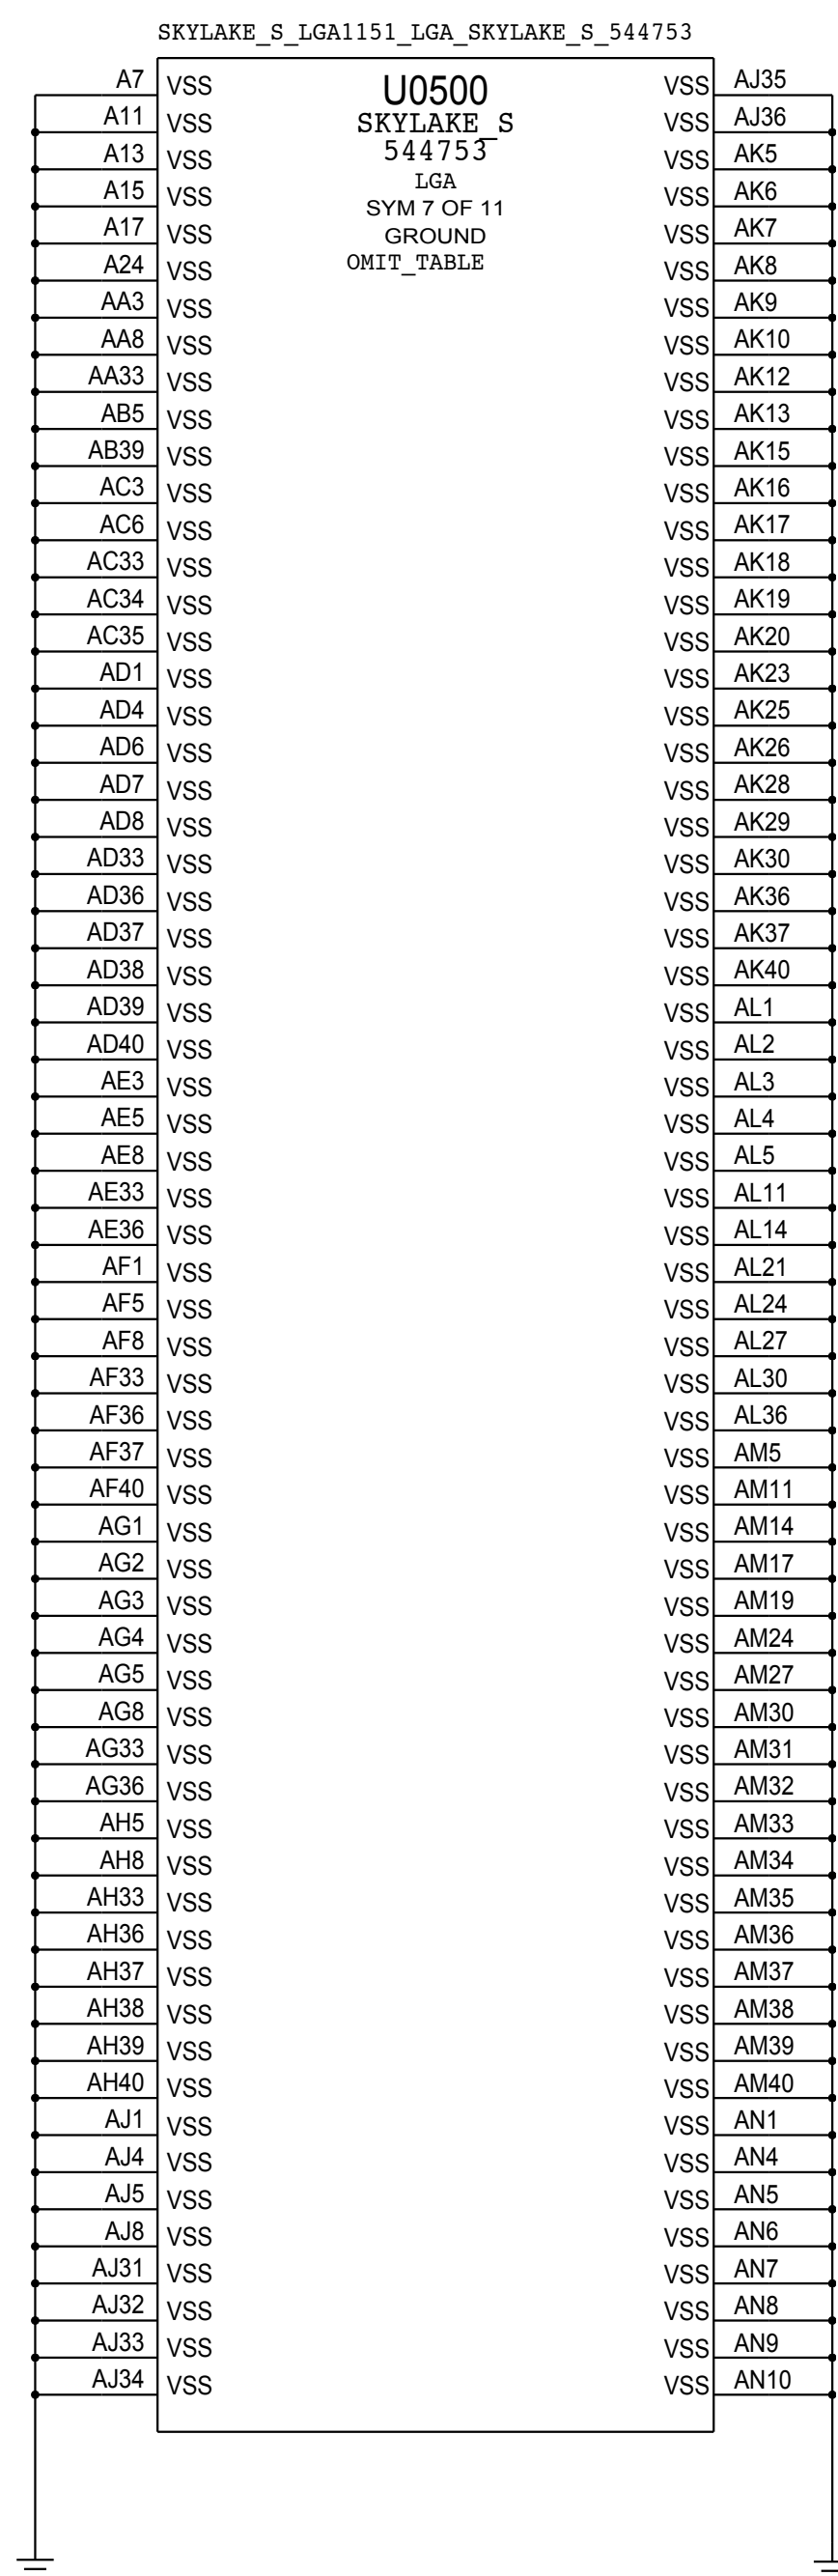 SKYLAKE_S_LGA1151_LGA_SKYLAKE_S_544753
U0500
SKYLAKE_S
544753
LGA
SYM 7 OF 11
GROUND
OMIT_TABLE
A7 VSS VSS AJ35
A11 VSS VSS AJ36
A13 VSS VSS AK5
A15 VSS VSS AK6
A17 VSS VSS AK7
A24 VSS VSS AK8
AA3 VSS VSS AK9
AA8 VSS VSS AK10
AA33 VSS VSS AK12
AB5 VSS VSS AK13
AB39 VSS VSS AK15
AC3 VSS VSS AK16
AC6 VSS VSS AK17
AC33 VSS VSS AK18
AC34 VSS VSS AK19
AC35 VSS VSS AK20
AD1 VSS VSS AK23
AD4 VSS VSS AK25
AD6 VSS VSS AK26
AD7 VSS VSS AK28
AD8 VSS VSS AK29
AD33 VSS VSS AK30
AD36 VSS VSS AK36
AD37 VSS VSS AK37
AD38 VSS VSS AK40
AD39 VSS VSS AL1
AD40 VSS VSS AL2
AE3 VSS VSS AL3
AE5 VSS VSS AL4
AE8 VSS VSS AL5
AE33 VSS VSS AL11
AE36 VSS VSS AL14
AF1 VSS VSS AL21
AF5 VSS VSS AL24
AF8 VSS VSS AL27
AF33 VSS VSS AL30
AF36 VSS VSS AL36
AF37 VSS VSS AM5
AF40 VSS VSS AM11
AG1 VSS VSS AM14
AG2 VSS VSS AM17
AG3 VSS VSS AM19
AG4 VSS VSS AM24
AG5 VSS VSS AM27
AG8 VSS VSS AM30
AG33 VSS VSS AM31
AG36 VSS VSS AM32
AH5 VSS VSS AM33
AH8 VSS VSS AM34
AH33 VSS VSS AM35
AH36 VSS VSS AM36
AH37 VSS VSS AM37
AH38 VSS VSS AM38
AH39 VSS VSS AM39
AH40 VSS VSS AM40
AJ1 VSS VSS AN1
AJ4 VSS VSS AN4
AJ5 VSS VSS AN5
AJ8 VSS VSS AN6
AJ31 VSS VSS AN7
AJ32 VSS VSS AN8
AJ33 VSS VSS AN9
AJ34 VSS VSS AN10